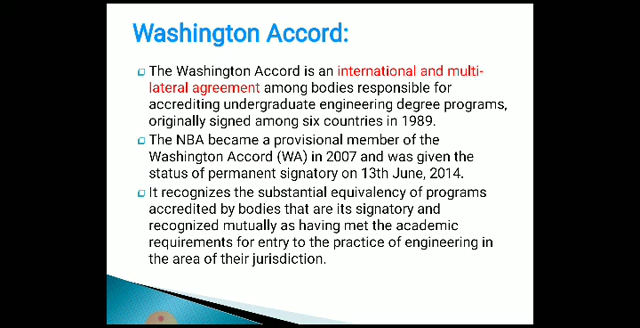 Washington Accord:
The Washington Accord is an international and multi-
lateral agreement among bodies responsible for
accrediting undergraduate engineering degree programs,
originally signed among six countries in 1989.
The NBA became a provisional member of the
Washington Accord (WA) in 2007 and was given the
status of permanent signatory on 13th June, 2014.
It recognizes the substantial equivalency of programs
accredited by bodies that are its signatory and
recognized mutually as having met the academic
requirements for entry to the practice of engineering in
the area of their jurisdiction.